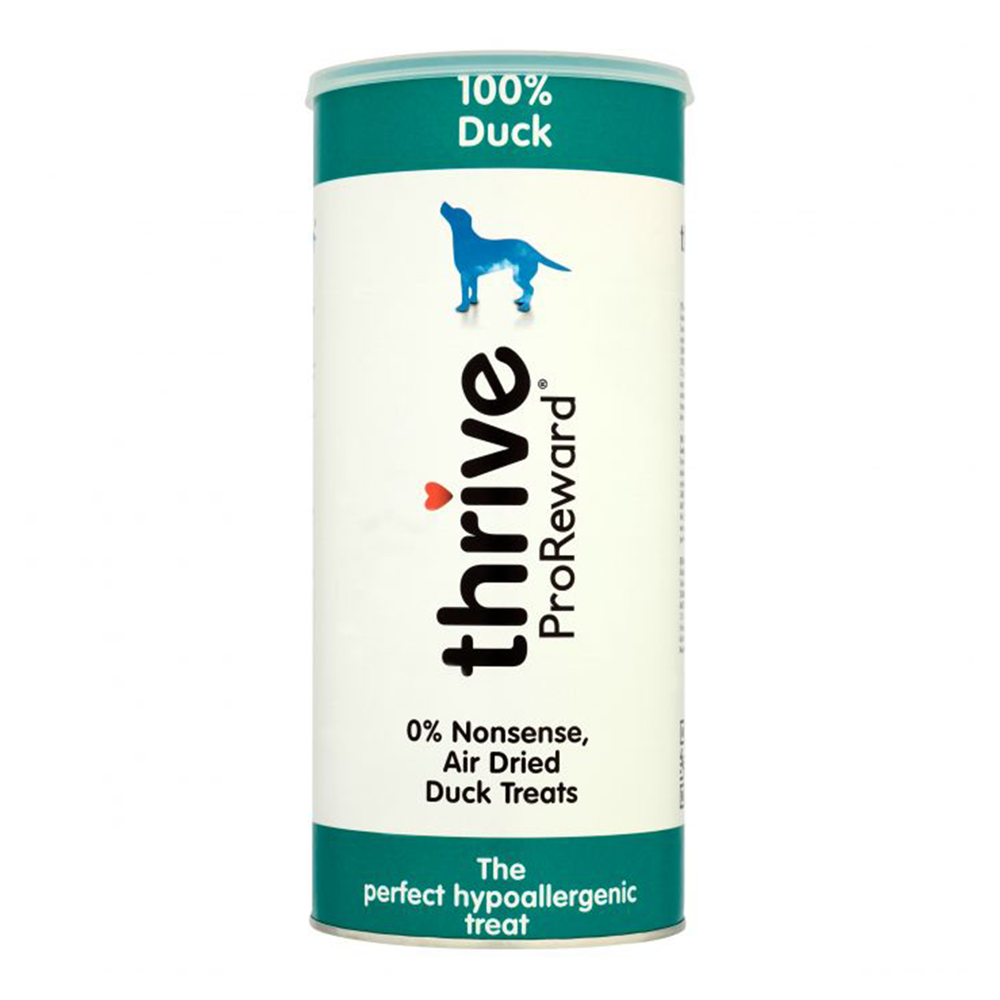 100%
Duck
thrive
ProReward®
0% Nonsense,
Air Dried
Duck Treats
The
perfect hypoallergenic
treat